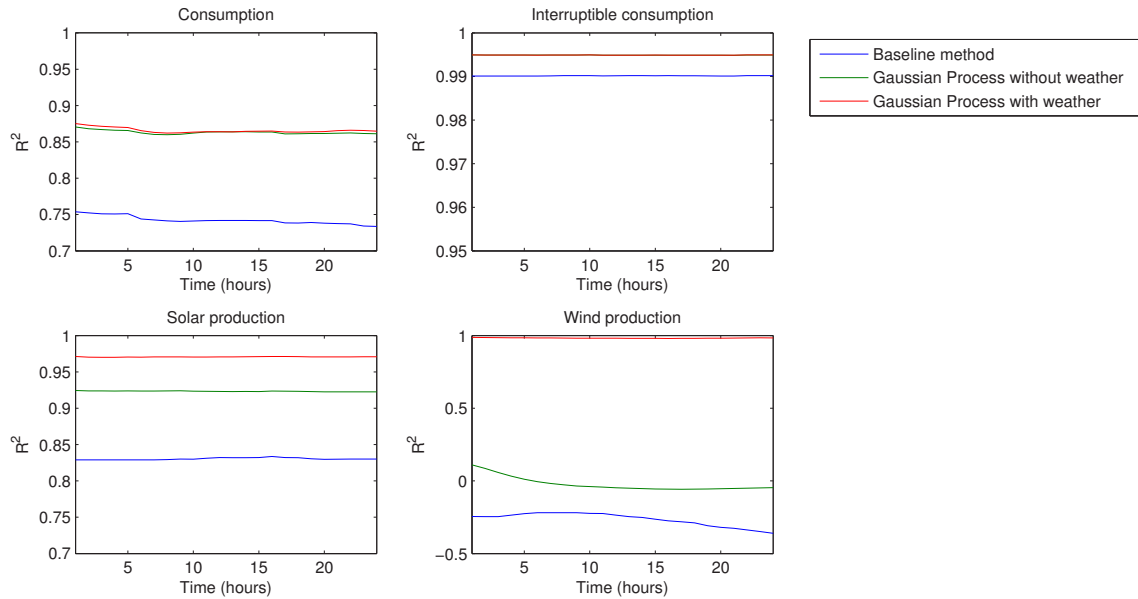 Consumption
1
0.95
0.9
0.85
0.8
0.75
0.7
R²
5 10 15 20
Time (hours)
Interruptible consumption
1
0.99
0.98
0.97
0.96
0.95
R²
5 10 15 20
Time (hours)
Baseline method
Gaussian Process without weather
Gaussian Process with weather
Solar production
1
0.95
0.9
0.85
0.8
0.75
0.7
R²
5 10 15 20
Time (hours)
Wind production
1
0.5
0
−0.5
R²
5 10 15 20
Time (hours)